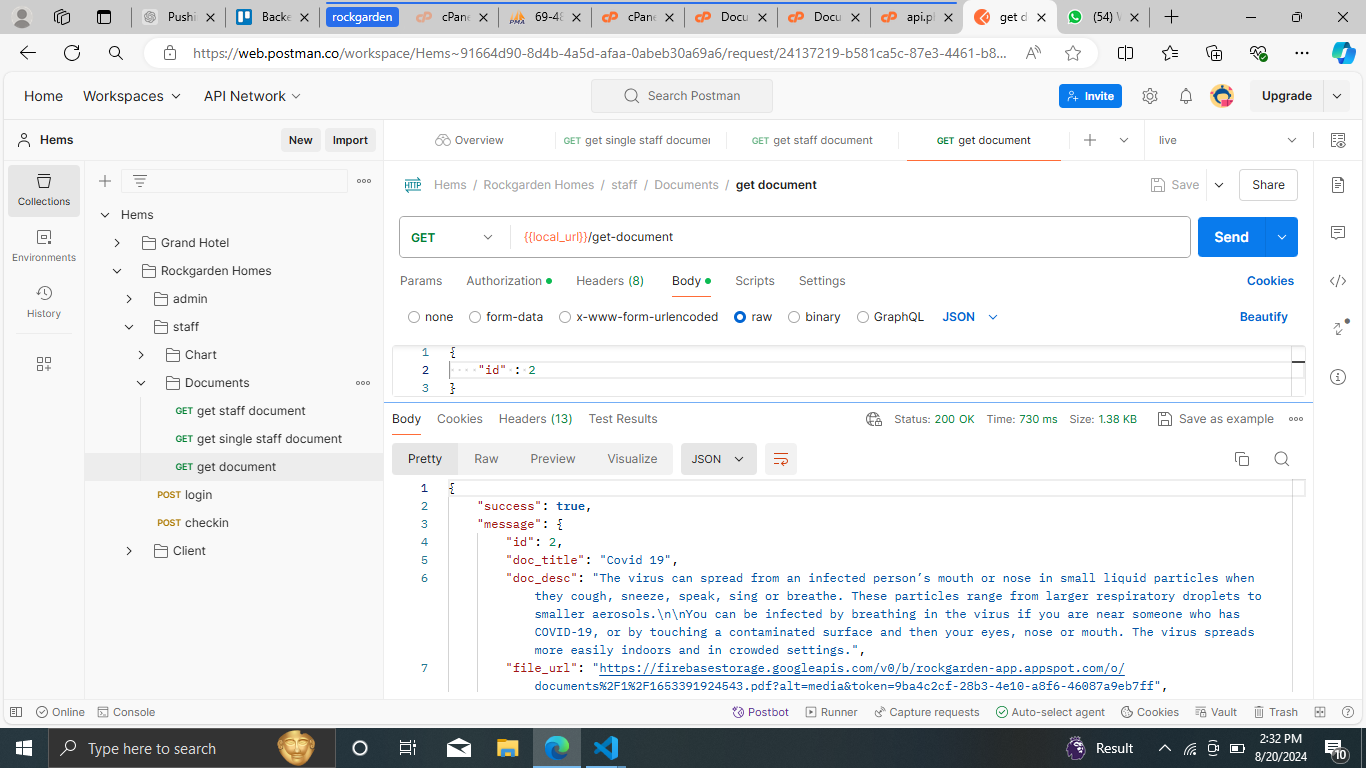 Pushi
Backe
rockgarden
cPane
69-48
cPane
Docu
Docu
api.pl
get d
(54) W
https://web.postman.co/workspace/Hems~91664d90-8d4b-4a5d-afaa-0abeb30a69a6/request/24137219-b581ca5c-87e3-4461-b8...
Home Workspaces API Network Search Postman Invite Upgrade
Hems New Import
Overview GET get single staff documen GET get staff document GET get document live
Collections
Environments
History
Hems
Grand Hotel
Rockgarden Homes
admin
staff
Chart
Documents
GET get staff document
GET get single staff document
GET get document
POST login
POST checkin
Client
HTTP Hems / Rockgarden Homes / staff / Documents / get document Save Share
GET {{local_url}}/get-document Send
Params Authorization Headers (8) Body Scripts Settings Cookies
none form-data x-www-form-urlencoded raw binary GraphQL JSON Beautify
1 {
2 "id" : 2
3 }
Body Cookies Headers (13) Test Results Status: 200 OK Time: 730 ms Size: 1.38 KB Save as example
Pretty Raw Preview Visualize JSON
1 {
2 "success": true,
3 "message": {
4 "id": 2,
5 "doc_title": "Covid 19",
6 "doc_desc": "The virus can spread from an infected person’s mouth or nose in small liquid particles when
they cough, sneeze, speak, sing or breathe. These particles range from larger respiratory droplets to
smaller aerosols.\n\nYou can be infected by breathing in the virus if you are near someone who has
COVID-19, or by touching a contaminated surface and then your eyes, nose or mouth. The virus spreads
more easily indoors and in crowded settings.",
7 "file_url": "https://firebasestorage.googleapis.com/v0/b/rockgarden-app.appspot.com/o/
documents%2F1%2F1653391924543.pdf?alt=media&token=9ba4c2cf-28b3-4e10-a8f6-46087a9eb7ff",
Online Console Postbot Runner Capture requests Auto-select agent Cookies Vault Trash
Type here to search
Result
2:32 PM
8/20/2024
10